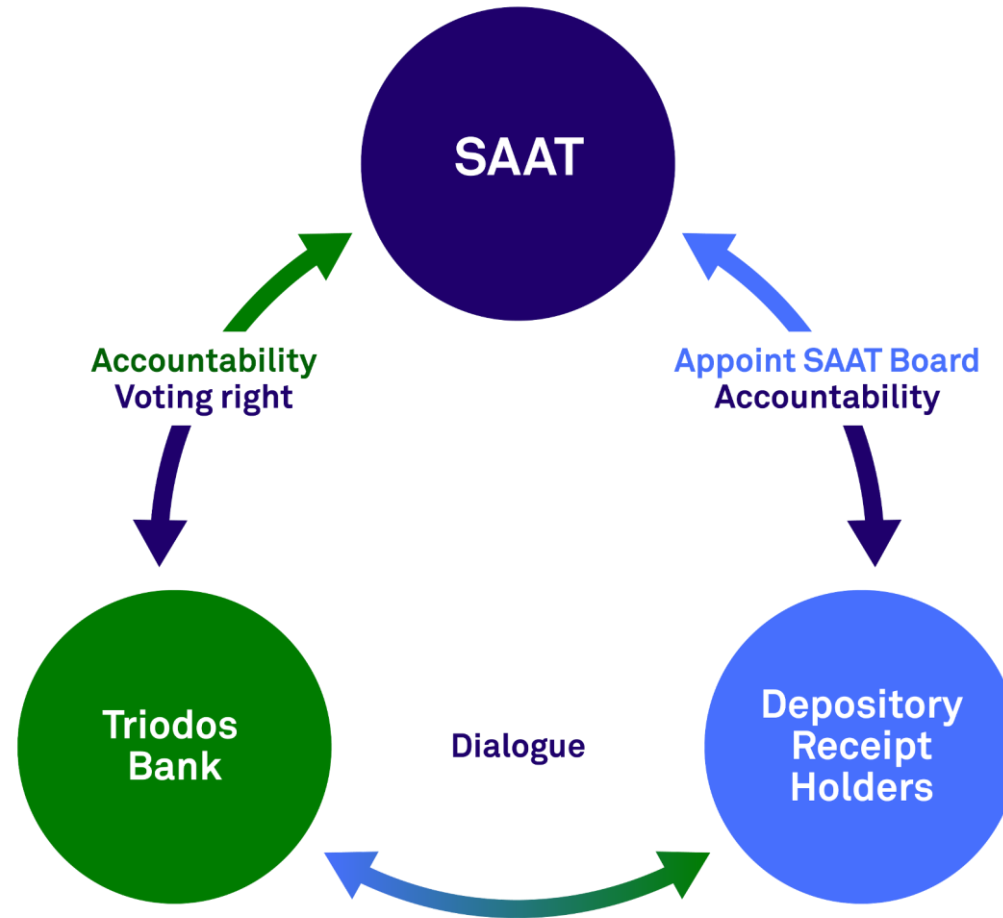 SAAT
Accountability
Voting right
Appoint SAAT Board
Accountability
Triodos
Bank
Dialogue
Depository
Receipt
Holders